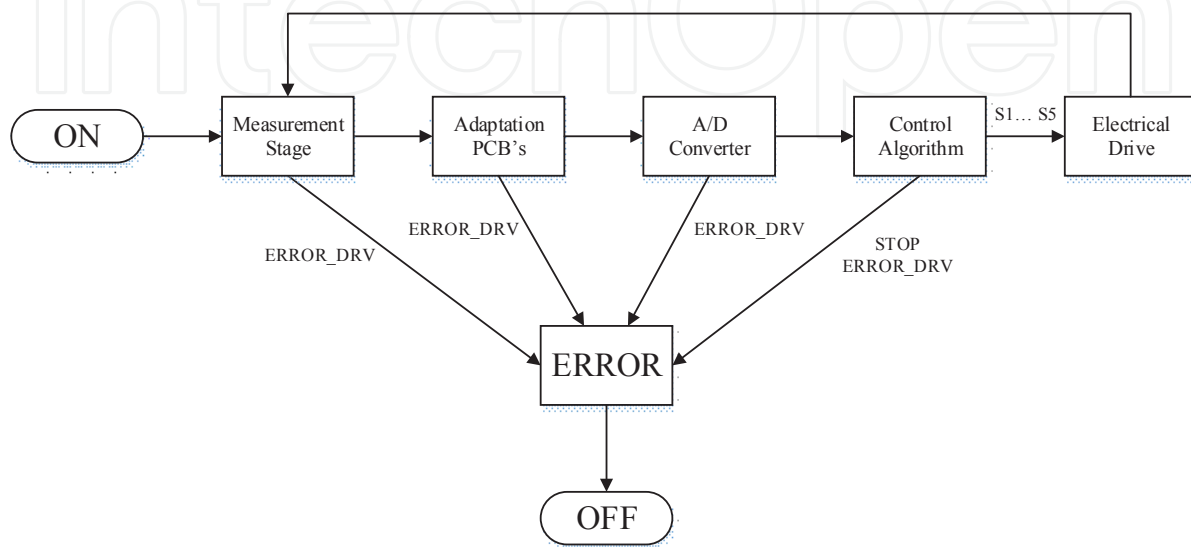 IntechOpen
ON
Measurement
Stage
Adaptation
PCB's
A/D
Converter
Control
Algorithm
S1... S5
Electrical
Drive
ERROR_DRV
ERROR_DRV
ERROR_DRV
STOP
ERROR_DRV
ERROR
OFF